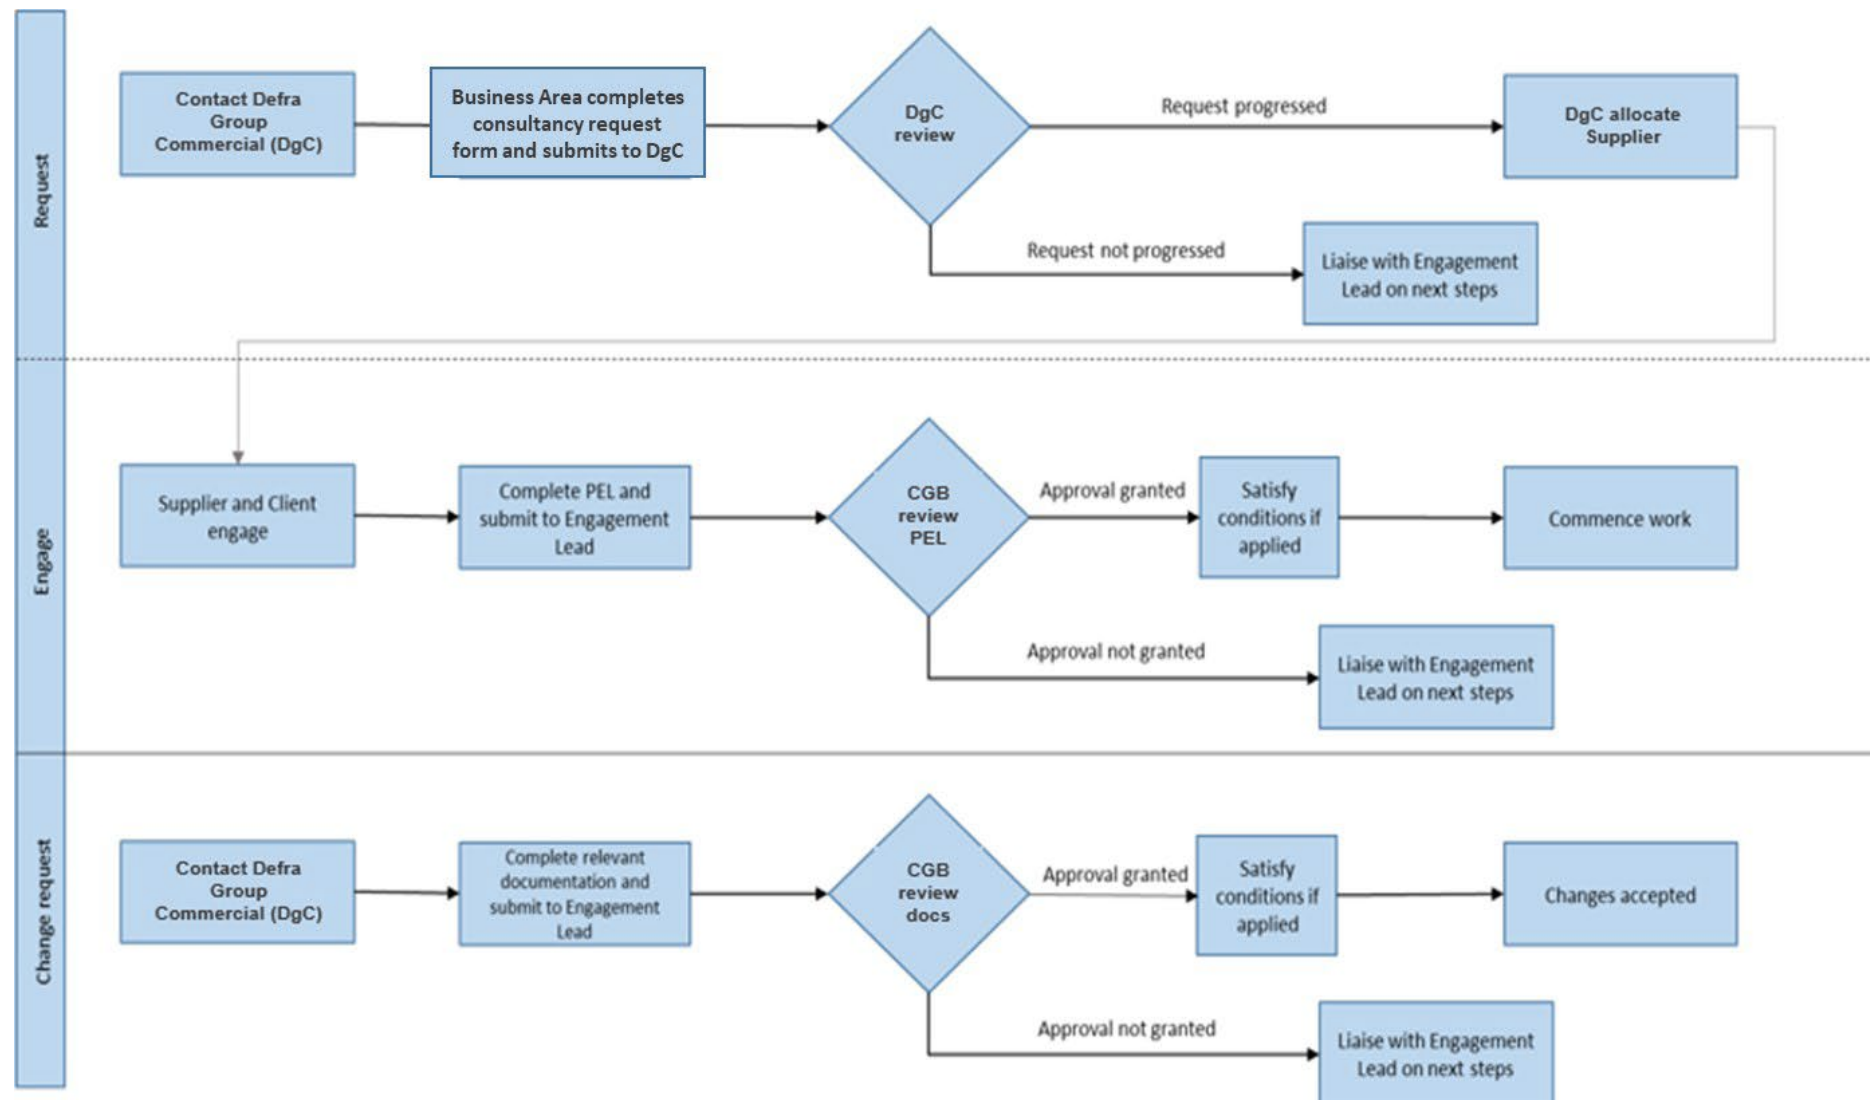 Request
Contact Defra
Group
Commercial (DgC)
Business Area completes
consultancy request
form and submits to DgC
DgC
review
Request progressed
DgC allocate
Supplier
Request not progressed
Liaise with Engagement
Lead on next steps
Engage
Supplier and Client
engage
Complete PEL and
submit to Engagement
Lead
CGB
review
PEL
Approval granted
Satisfy
conditions if
applied
Commence work
Approval not granted
Liaise with Engagement
Lead on next steps
Change request
Contact Defra
Group
Commercial (DgC)
Complete relevant
documentation and
submit to Engagement
Lead
CGB
review
docs
Approval granted
Satisfy
conditions if
applied
Changes accepted
Approval not granted
Liaise with Engagement
Lead on next steps